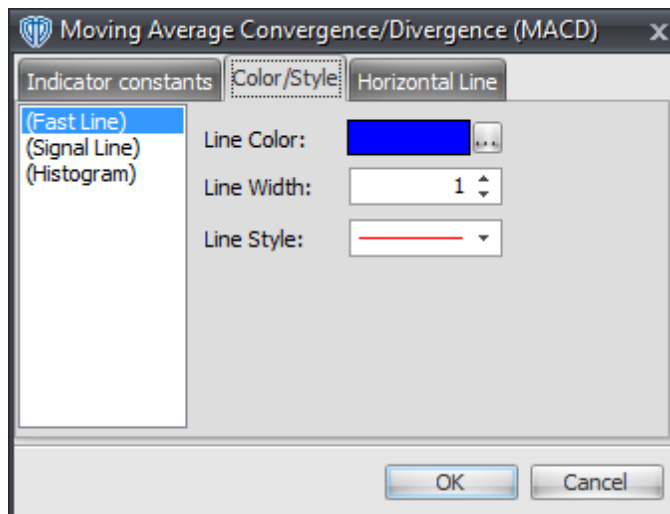 Moving Average Convergence/Divergence (MACD) x
Indicator constants Color/Style Horizontal Line
(Fast Line)
(Signal Line)
(Histogram)
Line Color: ...
Line Width: 1
Line Style:
OK Cancel